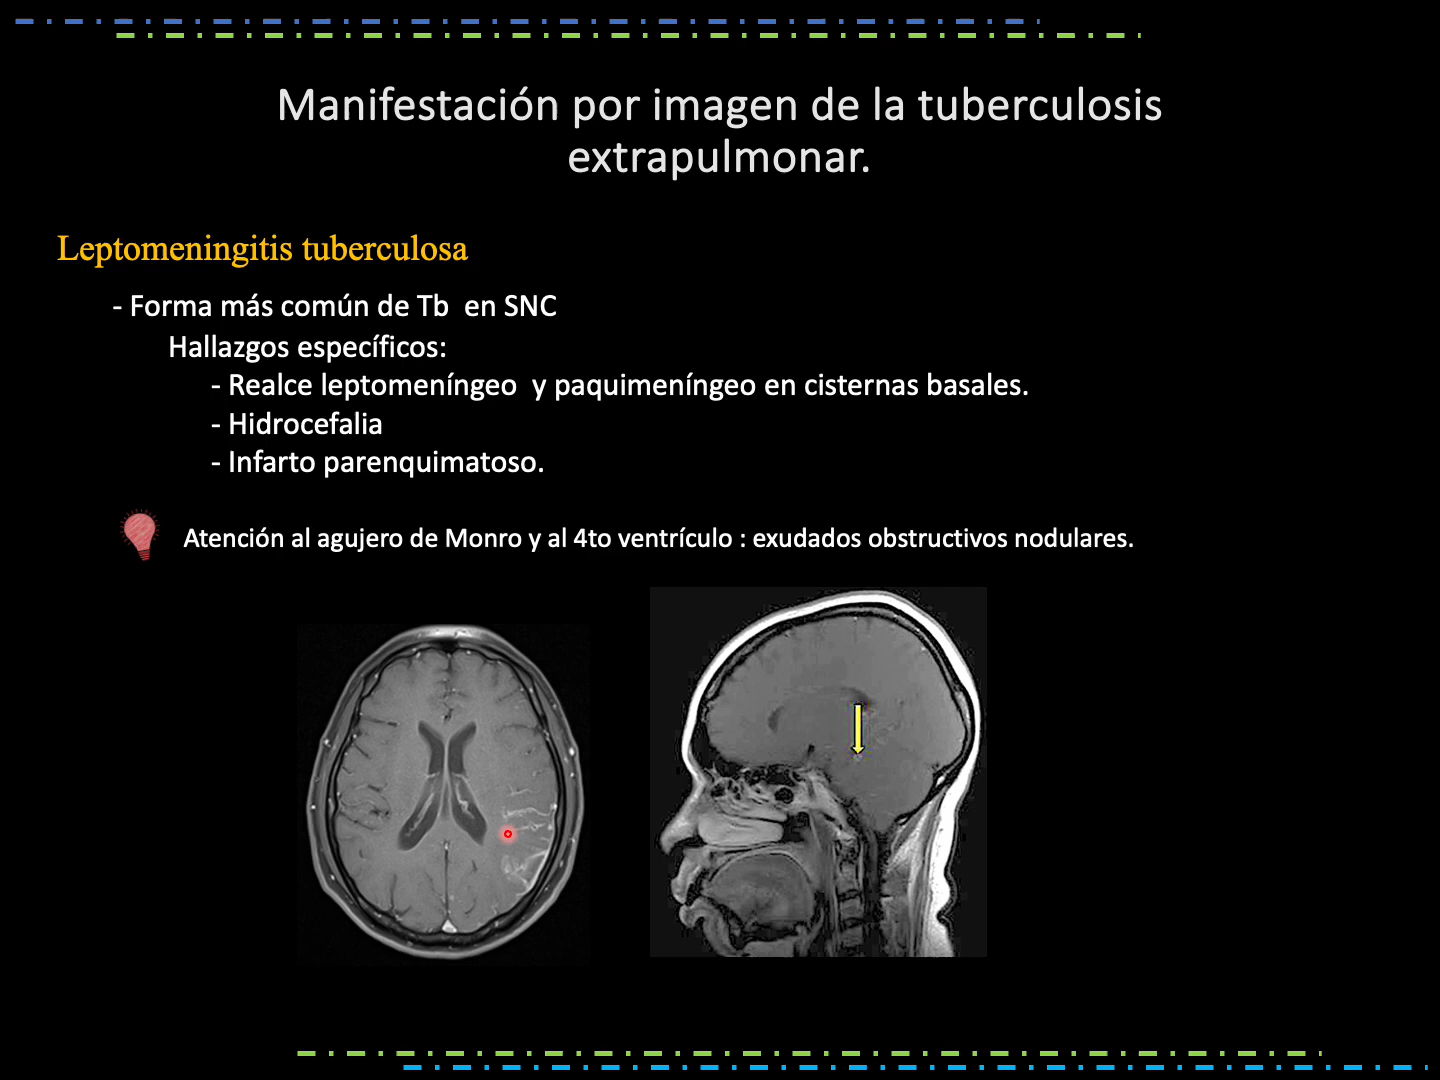 Manifestación por imagen de la tuberculosis
extrapulmonar.
Leptomeningitis tuberculosa
- Forma más común de Tb  en SNC
Hallazgos específicos:
- Realce leptomeníngeo  y paquimeníngeo en cisternas basales.
- Hidrocefalia
- Infarto parenquimatoso.
Atención al agujero de Monro y al 4to ventrículo : exudados obstructivos nodulares.